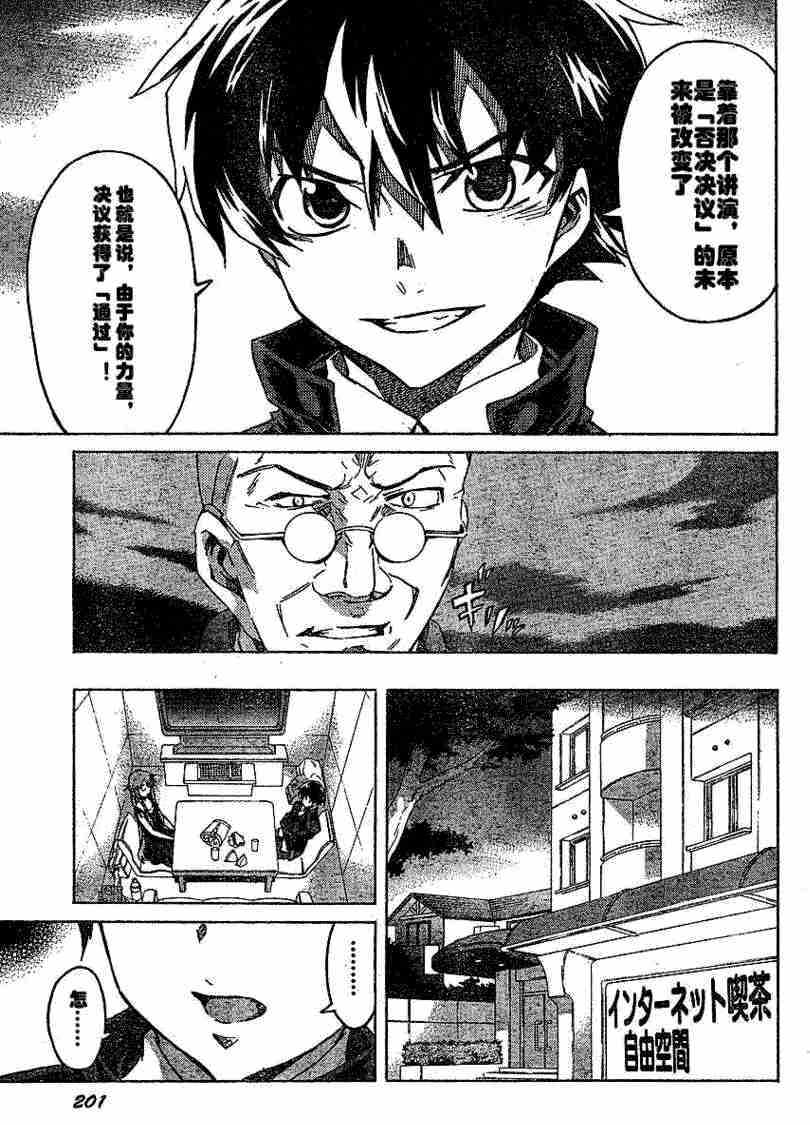 靠着那个讲演，原本
是「否决决议」的未
来被改变了
也就是说，由于你的力量，
决议获得了「通过」！
ギリリ
インターネット喫茶
自由空間
………
怎……
201